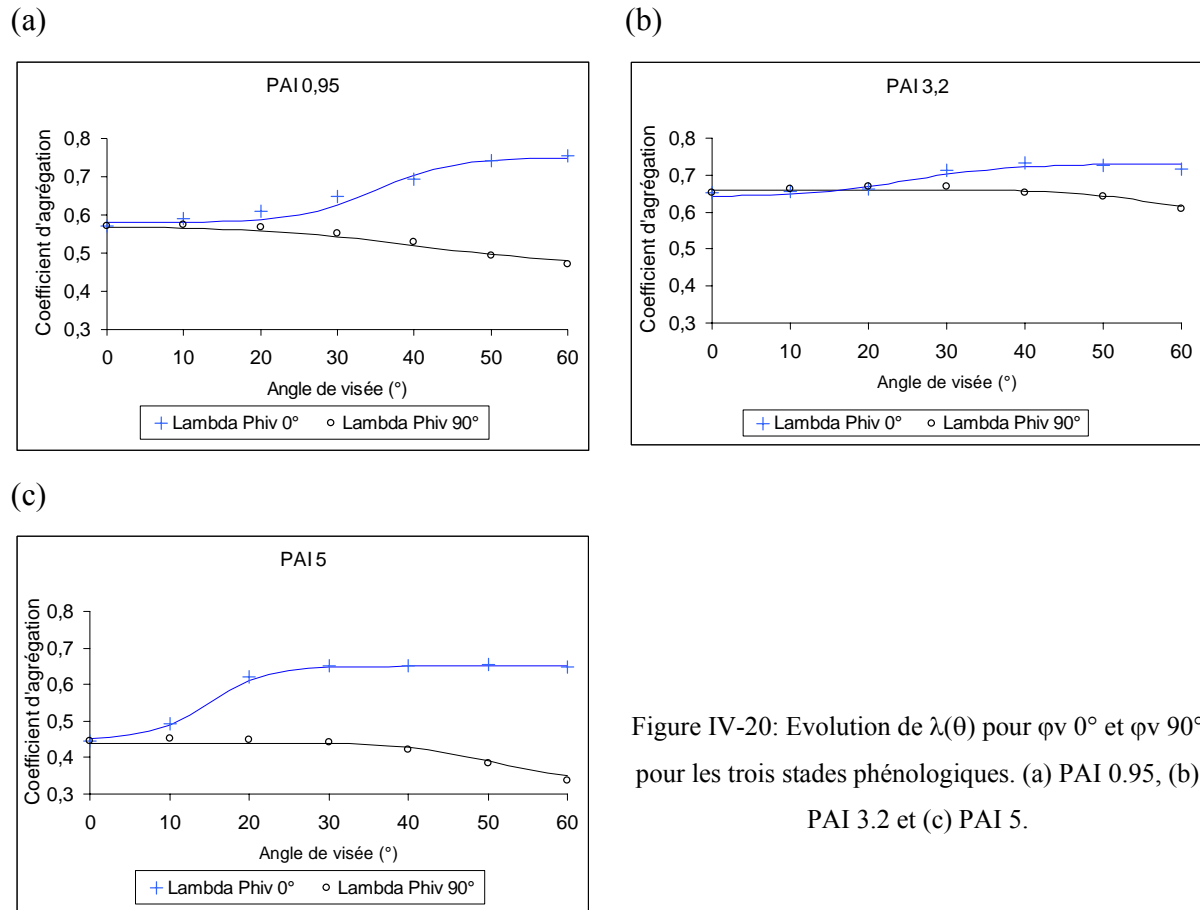 (a)
PAI 0,95
Coefficient d'agrégation
0,8
0,7
0,6
0,5
0,4
0,3
0 10 20 30 40 50 60
Angle de visée (°)
Lambda Phiv 0° Lambda Phiv 90°
(b)
PAI 3,2
Coefficient d'agrégation
0,8
0,7
0,6
0,5
0,4
0,3
0 10 20 30 40 50 60
Angle de visée (°)
Lambda Phiv 0° Lambda Phiv 90°
(c)
PAI 5
Coefficient d'agrégation
0,8
0,7
0,6
0,5
0,4
0,3
0 10 20 30 40 50 60
Angle de visée (°)
Lambda Phiv 0° Lambda Phiv 90°
Figure IV-20: Evolution de λ(θ) pour φv 0° et φv 90°
pour les trois stades phénologiques. (a) PAI 0.95, (b)
PAI 3.2 et (c) PAI 5.